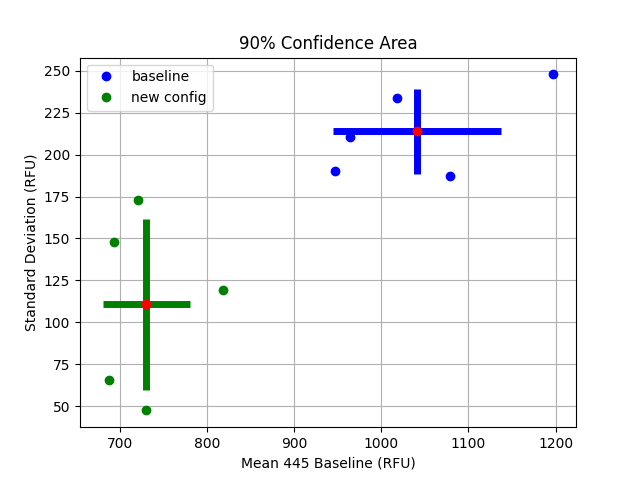 90% Confidence Area
baseline
new config
250
225
200
175
150
125
100
75
50
Standard Deviation (RFU)
700 800 900 1000 1100 1200
Mean 445 Baseline (RFU)